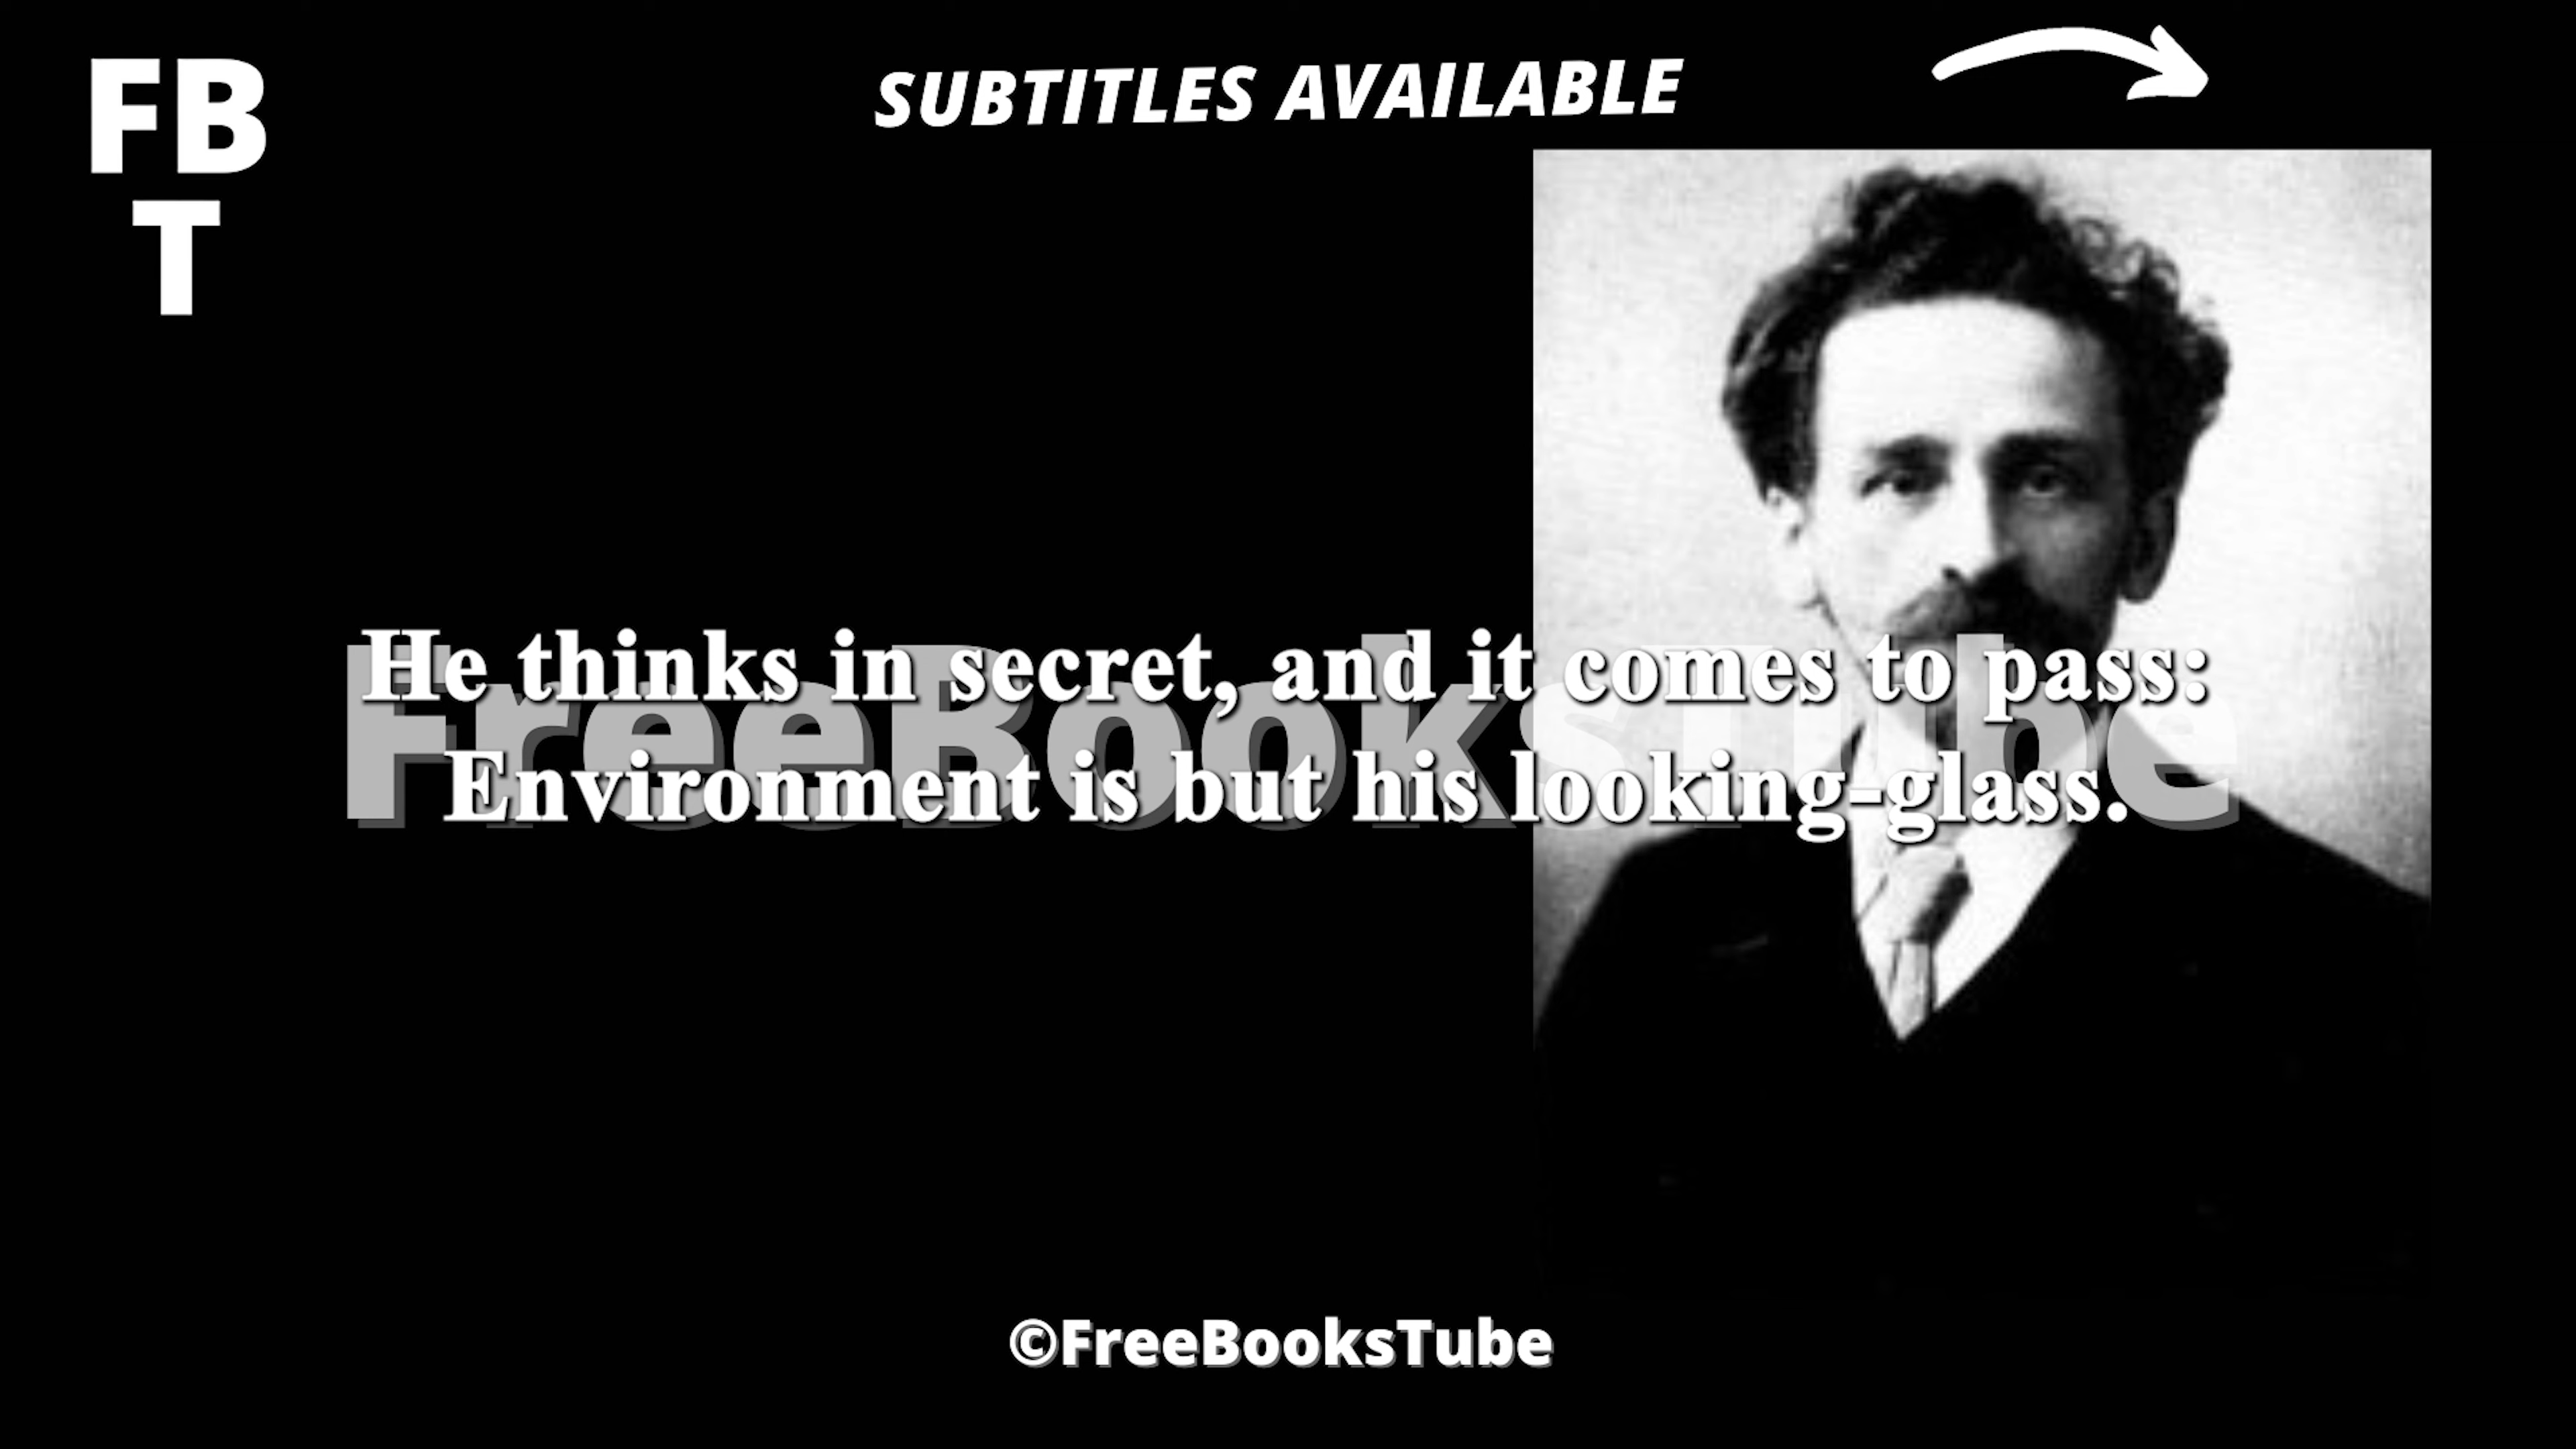 FB
T
SUBTITLES AVAILABLE
He thinks in secret, and it comes to pass:
FreeBooksTube
Environment is but his looking-glass.
©FreeBooksTube